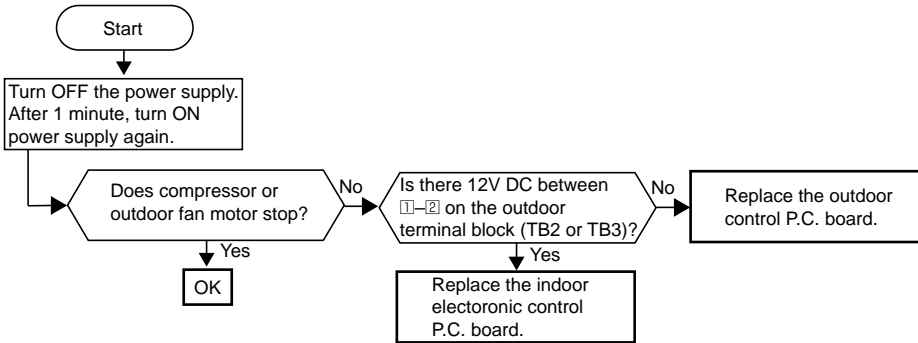 Start
Turn OFF the power supply.
After 1 minute, turn ON
power supply again.
Does compressor or
outdoor fan motor stop?
No
Yes
OK
Is there 12V DC between
1–2 on the outdoor
terminal block (TB2 or TB3)?
No
Yes
Replace the indoor
electoronic control
P.C. board.
Replace the outdoor
control P.C. board.